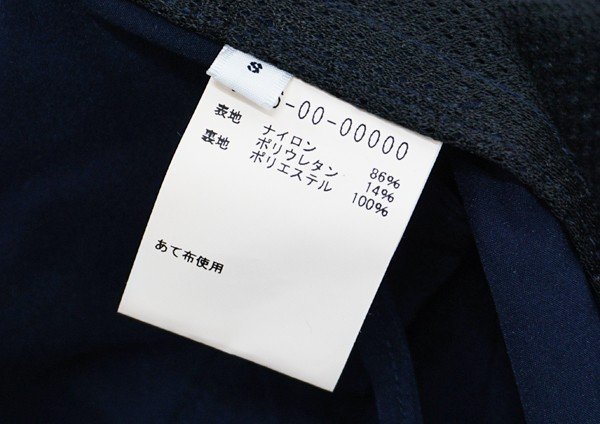 S
5-00-00000
表地 ナイロン 86%
ポリウレタン 14%
裏地 ポリエステル 100%
あて布使用